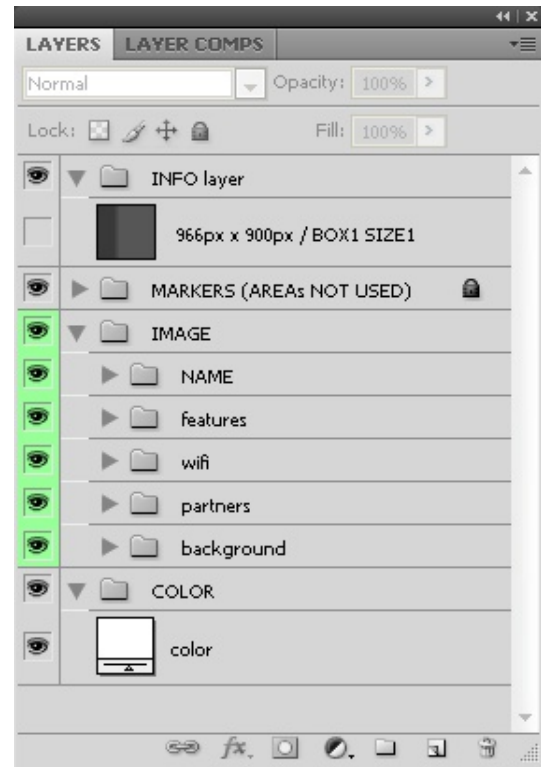 LAYERS LAYER COMPS
Normal Opacity: 100%
Lock: Fill: 100%
INFO layer
966px x 900px / BOX1 SIZE1
MARKERS (AREAs NOT USED)
IMAGE
NAME
features
wifi
partners
background
COLOR
color
fx.